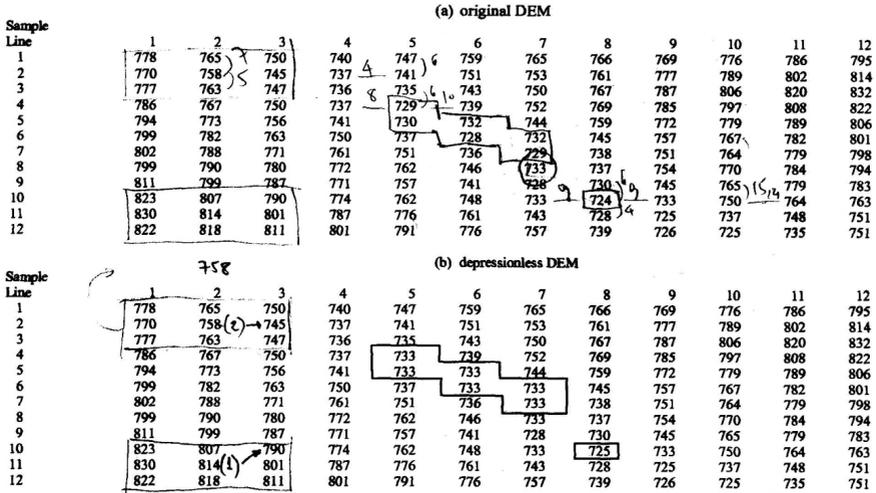 (a) original DEM
Sample
Line 1 2 3 4 5 6 7 8 9 10 11 12
1 778 765 750 740 747 759 765 766 769 776 786 795
2 770 758 745 737 741 751 753 761 777 789 802 814
3 777 763 747 736 735 743 750 767 787 806 820 832
4 786 767 750 737 729 739 752 769 785 797 808 822
5 794 773 756 741 730 732 744 759 772 779 789 806
6 799 782 763 750 737 728 732 745 757 767 782 801
7 802 788 771 761 751 736 729 738 751 764 779 798
8 799 790 780 772 762 746 733 737 754 770 784 794
9 811 799 787 771 757 741 728 730 745 765 779 783
10 823 807 790 774 762 748 733 724 733 750 764 763
11 830 814 801 787 776 761 743 728 725 737 748 751
12 822 818 811 801 791 776 757 739 726 725 735 751
758
(b) depressionless DEM
Sample
Line 1 2 3 4 5 6 7 8 9 10 11 12
1 778 765 750 740 747 759 765 766 769 776 786 795
2 770 758 (2) 745 737 741 751 753 761 777 789 802 814
3 777 763 747 736 735 743 750 767 787 806 820 832
4 786 767 750 737 733 739 752 769 785 797 808 822
5 794 773 756 741 733 733 744 759 772 779 789 806
6 799 782 763 750 737 733 733 745 757 767 782 801
7 802 788 771 761 751 736 733 738 751 764 779 798
8 799 790 780 772 762 746 733 737 754 770 784 794
9 811 799 787 771 757 741 728 730 745 765 779 783
10 823 807 790 774 762 748 733 725 733 750 764 763
11 830 814 (1) 801 787 776 761 743 728 725 737 748 751
12 822 818 811 801 791 776 757 739 726 725 735 751